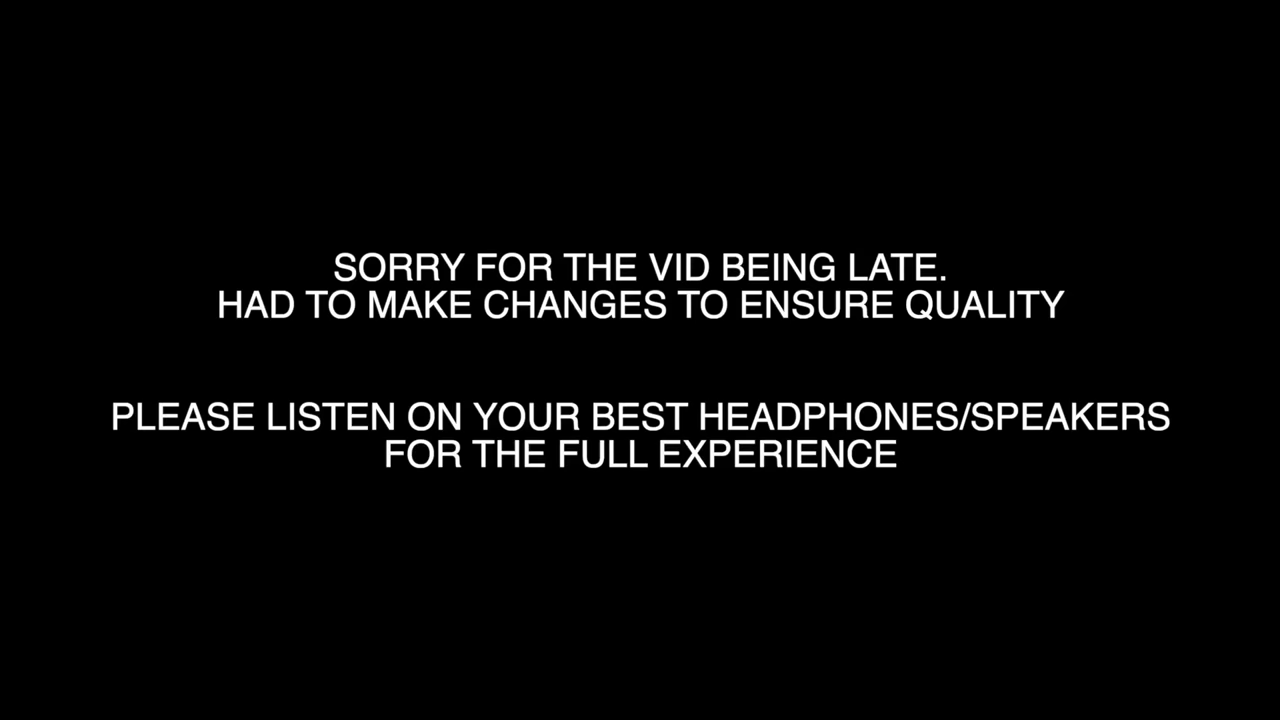 SORRY FOR THE VID BEING LATE.
HAD TO MAKE CHANGES TO ENSURE QUALITY
PLEASE LISTEN ON YOUR BEST HEADPHONES/SPEAKERS
FOR THE FULL EXPERIENCE